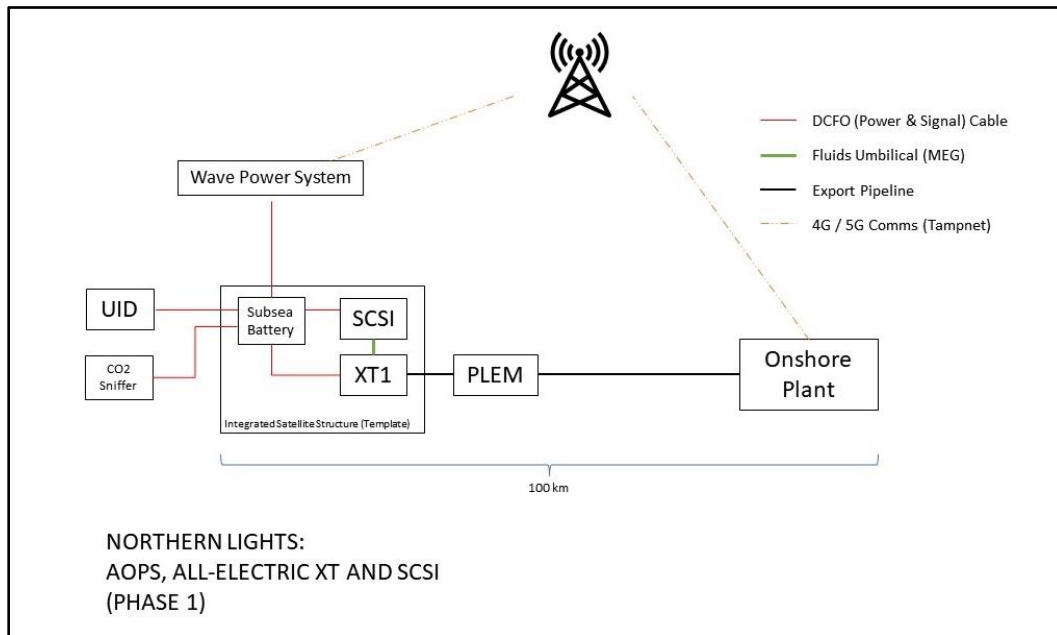 DCFO (Power & Signal) Cable
Fluids Umbilical (MEG)
Export Pipeline
4G / 5G Comms (Tampnet)
Wave Power System
UID
Subsea
Battery
SCSI
CO2
Sniffer
XT1
PLEM
Onshore
Plant
Integrated Satellite Structure (Template)
100 km
NORTHERN LIGHTS:
AOPS, ALL-ELECTRIC XT AND SCSI
(PHASE 1)